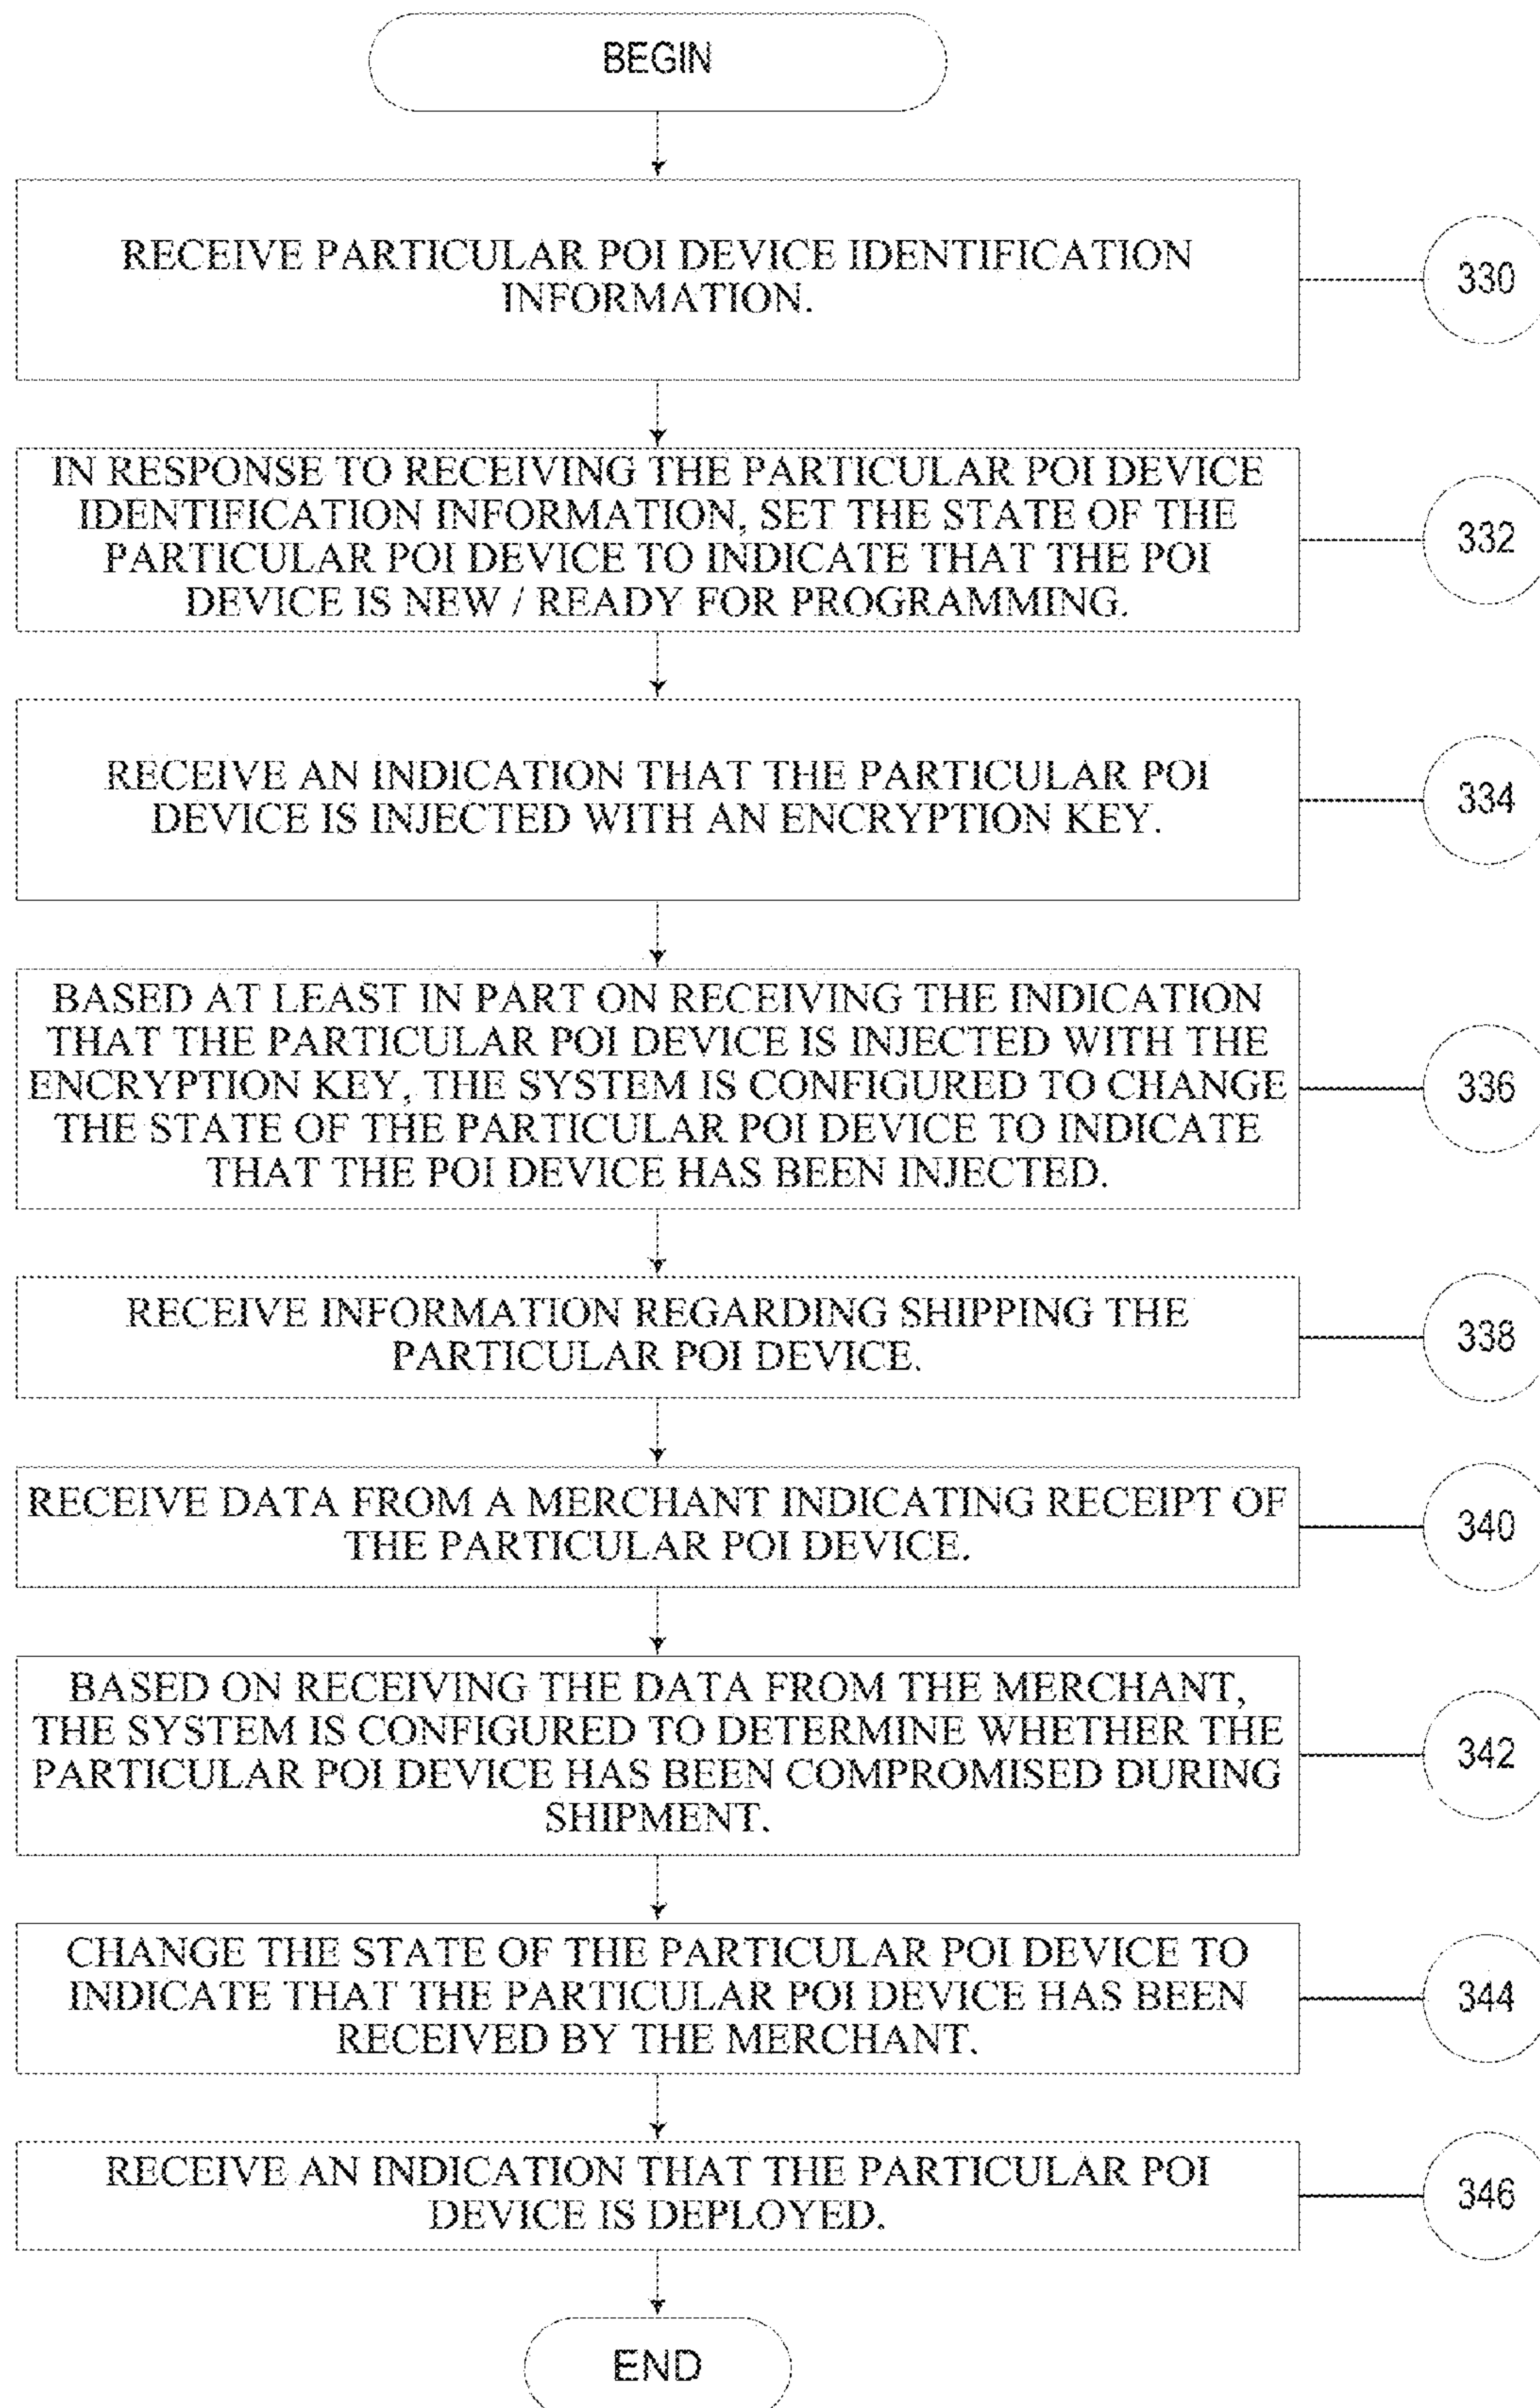 BEGIN
RECEIVE PARTICULAR POI DEVICE IDENTIFICATION
INFORMATION.
330
IN RESPONSE TO RECEIVING THE PARTICULAR POI DEVICE
IDENTIFICATION INFORMATION, SET THE STATE OF THE
PARTICULAR POI DEVICE TO INDICATE THAT THE POI
DEVICE IS NEW / READY FOR PROGRAMMING.
332
RECEIVE AN INDICATION THAT THE PARTICULAR POI
DEVICE IS INJECTED WITH AN ENCRYPTION KEY.
334
BASED AT LEAST IN PART ON RECEIVING THE INDICATION
THAT THE PARTICULAR POI DEVICE IS INJECTED WITH THE
ENCRYPTION KEY, THE SYSTEM IS CONFIGURED TO CHANGE
THE STATE OF THE PARTICULAR POI DEVICE TO INDICATE
THAT THE POI DEVICE HAS BEEN INJECTED.
336
RECEIVE INFORMATION REGARDING SHIPPING THE
PARTICULAR POI DEVICE.
338
RECEIVE DATA FROM A MERCHANT INDICATING RECEIPT OF
THE PARTICULAR POI DEVICE.
340
BASED ON RECEIVING THE DATA FROM THE MERCHANT,
THE SYSTEM IS CONFIGURED TO DETERMINE WHETHER THE
PARTICULAR POI DEVICE HAS BEEN COMPROMISED DURING
SHIPMENT.
342
CHANGE THE STATE OF THE PARTICULAR POI DEVICE TO
INDICATE THAT THE PARTICULAR POI DEVICE HAS BEEN
RECEIVED BY THE MERCHANT.
344
RECEIVE AN INDICATION THAT THE PARTICULAR POI
DEVICE IS DEPLOYED.
346
END